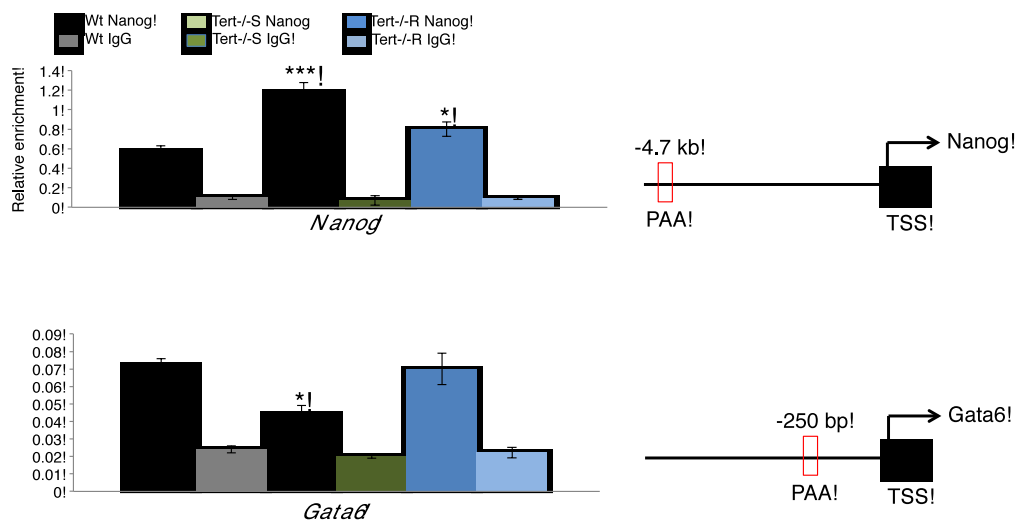 Wt Nanog! Tert-/-S Nanog Tert-/-R Nanog!
Wt IgG Tert-/-S IgG! Tert-/-R IgG!
Relative enrichment!
1.4!
1.2!
1!
0.8!
0.6!
0.4!
0.2!
0!
***!
*!
Nanog!
-4.7 kb!
Nanog!
PAA!
TSS!
0.09!
0.08!
0.07!
0.06!
0.05!
0.04!
0.03!
0.02!
0.01!
0!
*!
Gata6!
-250 bp!
Gata6!
PAA!
TSS!